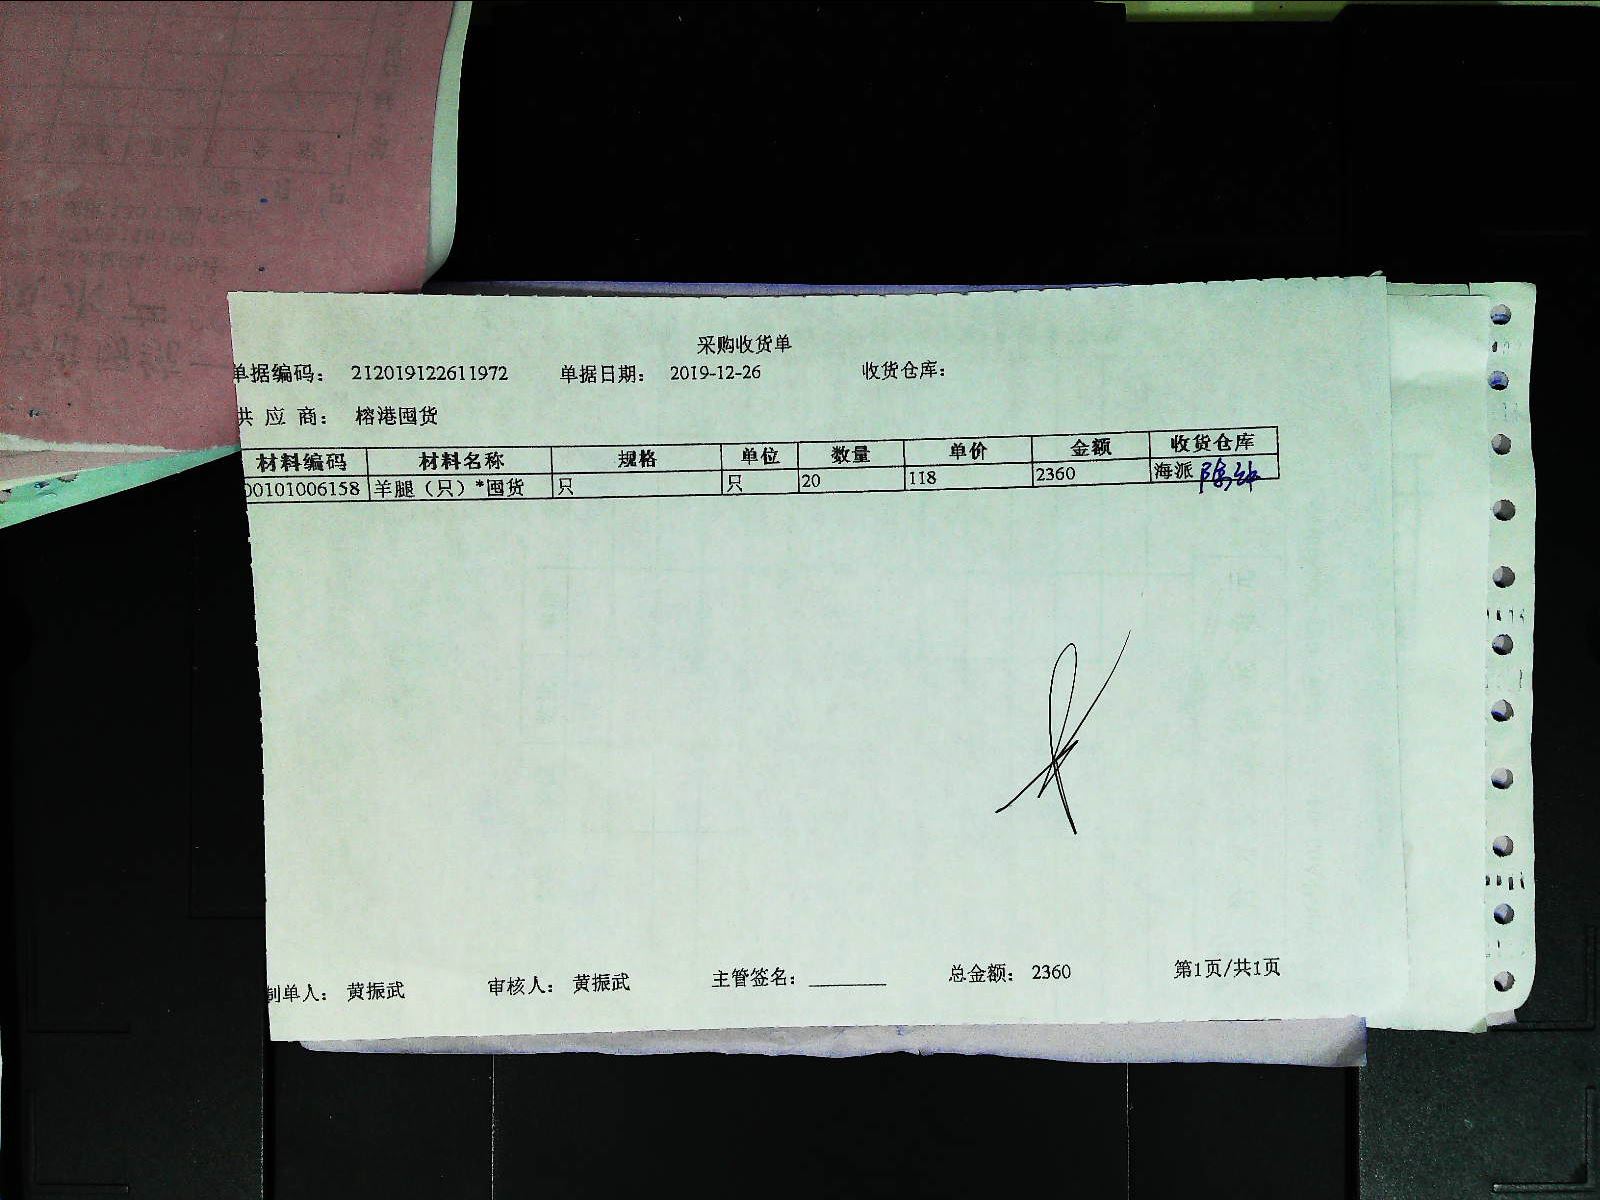 采购收货单
单据编码： 212019122611972 单据日期： 2019-12-26 收货仓库：
供 应 商： 榕港囤货
材料编码 材料名称 规格 单位 数量 单价 金额 收货仓库
00101006158 羊腿（只）*囤货 只 只 20 118 2360 海派
制单人： 黄振武 审核人： 黄振武 主管签名：________ 总金额： 2360 第1页/共1页